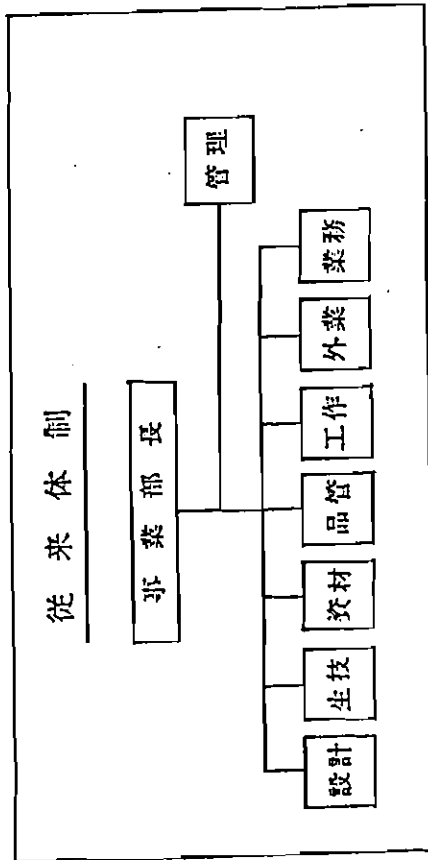 従来体制
事業部長
管理
設計
生技
資材
品管
工作
外業
業務